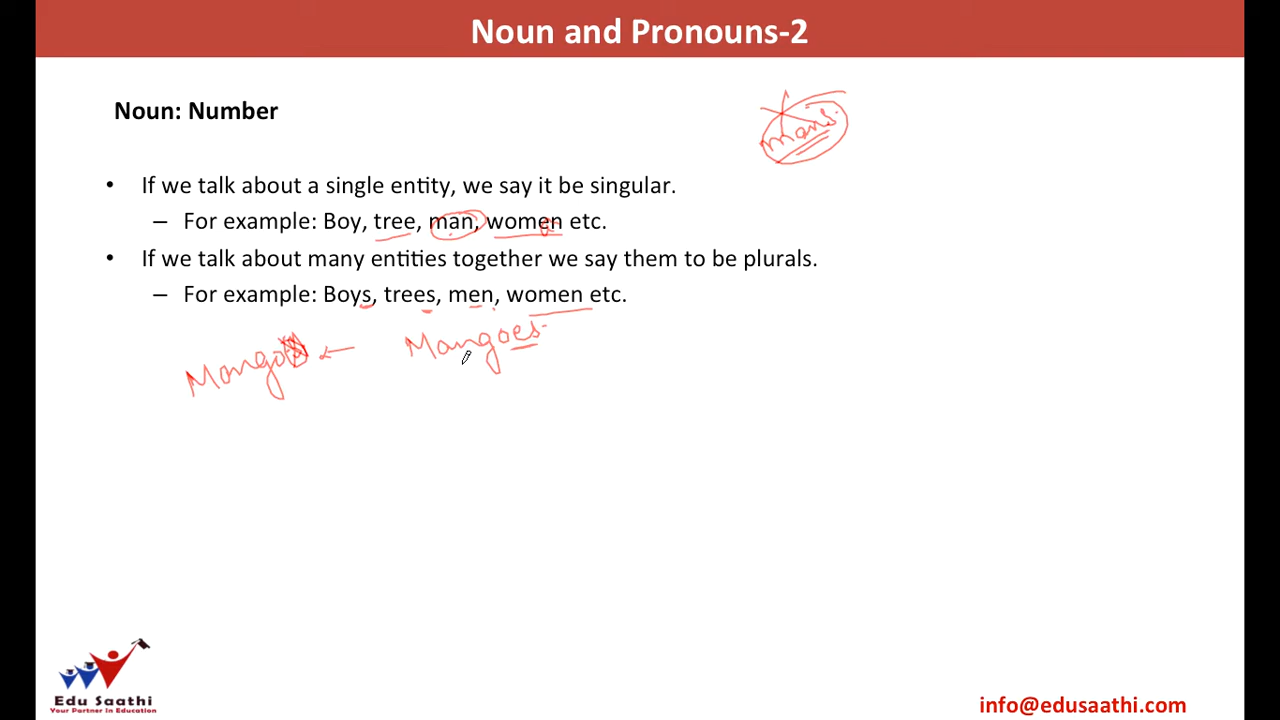 Noun and Pronouns-2
Noun: Number
mans
• If we talk about a single entity, we say it be singular.
– For example: Boy, tree, man, women etc.
a
• If we talk about many entities together we say them to be plurals.
– For example: Boys, trees, men, women etc.
Mangoes
Mango ←
Edu Saathi
Your Partner in Education
info@edusaathi.com